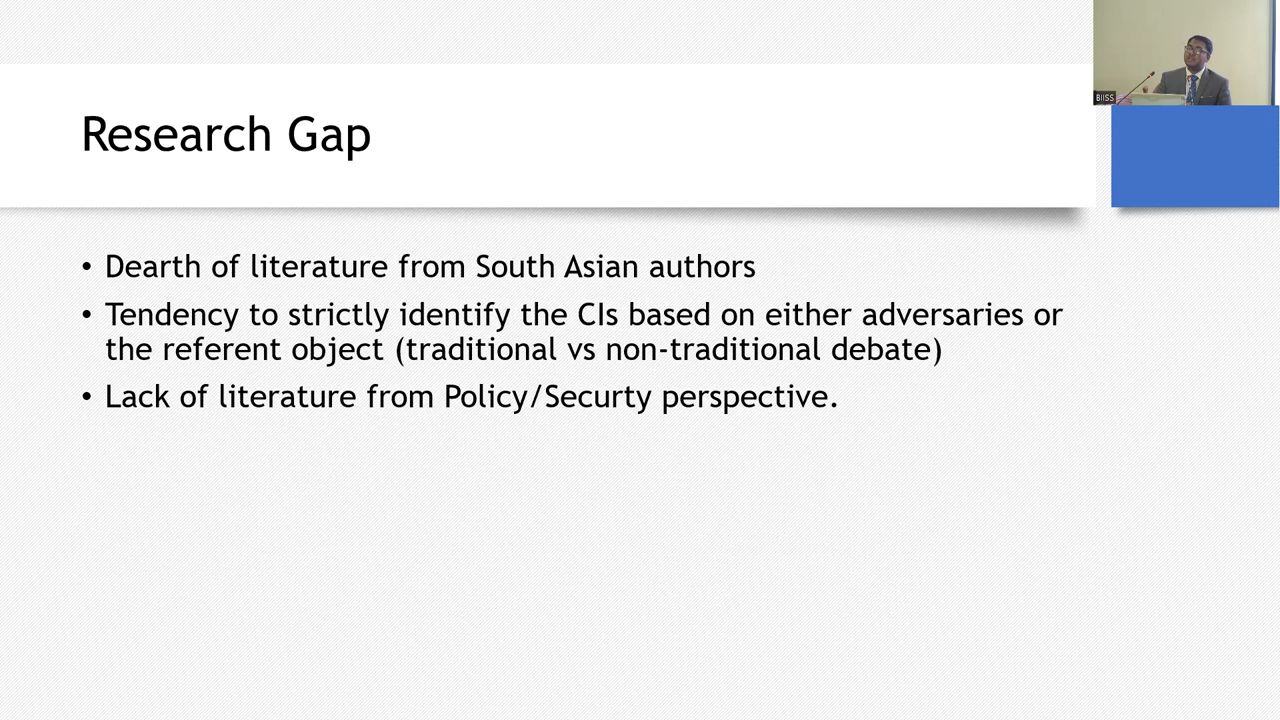 BIISS
Research Gap
• Dearth of literature from South Asian authors
• Tendency to strictly identify the CIs based on either adversaries or
the referent object (traditional vs non-traditional debate)
• Lack of literature from Policy/Securty perspective.